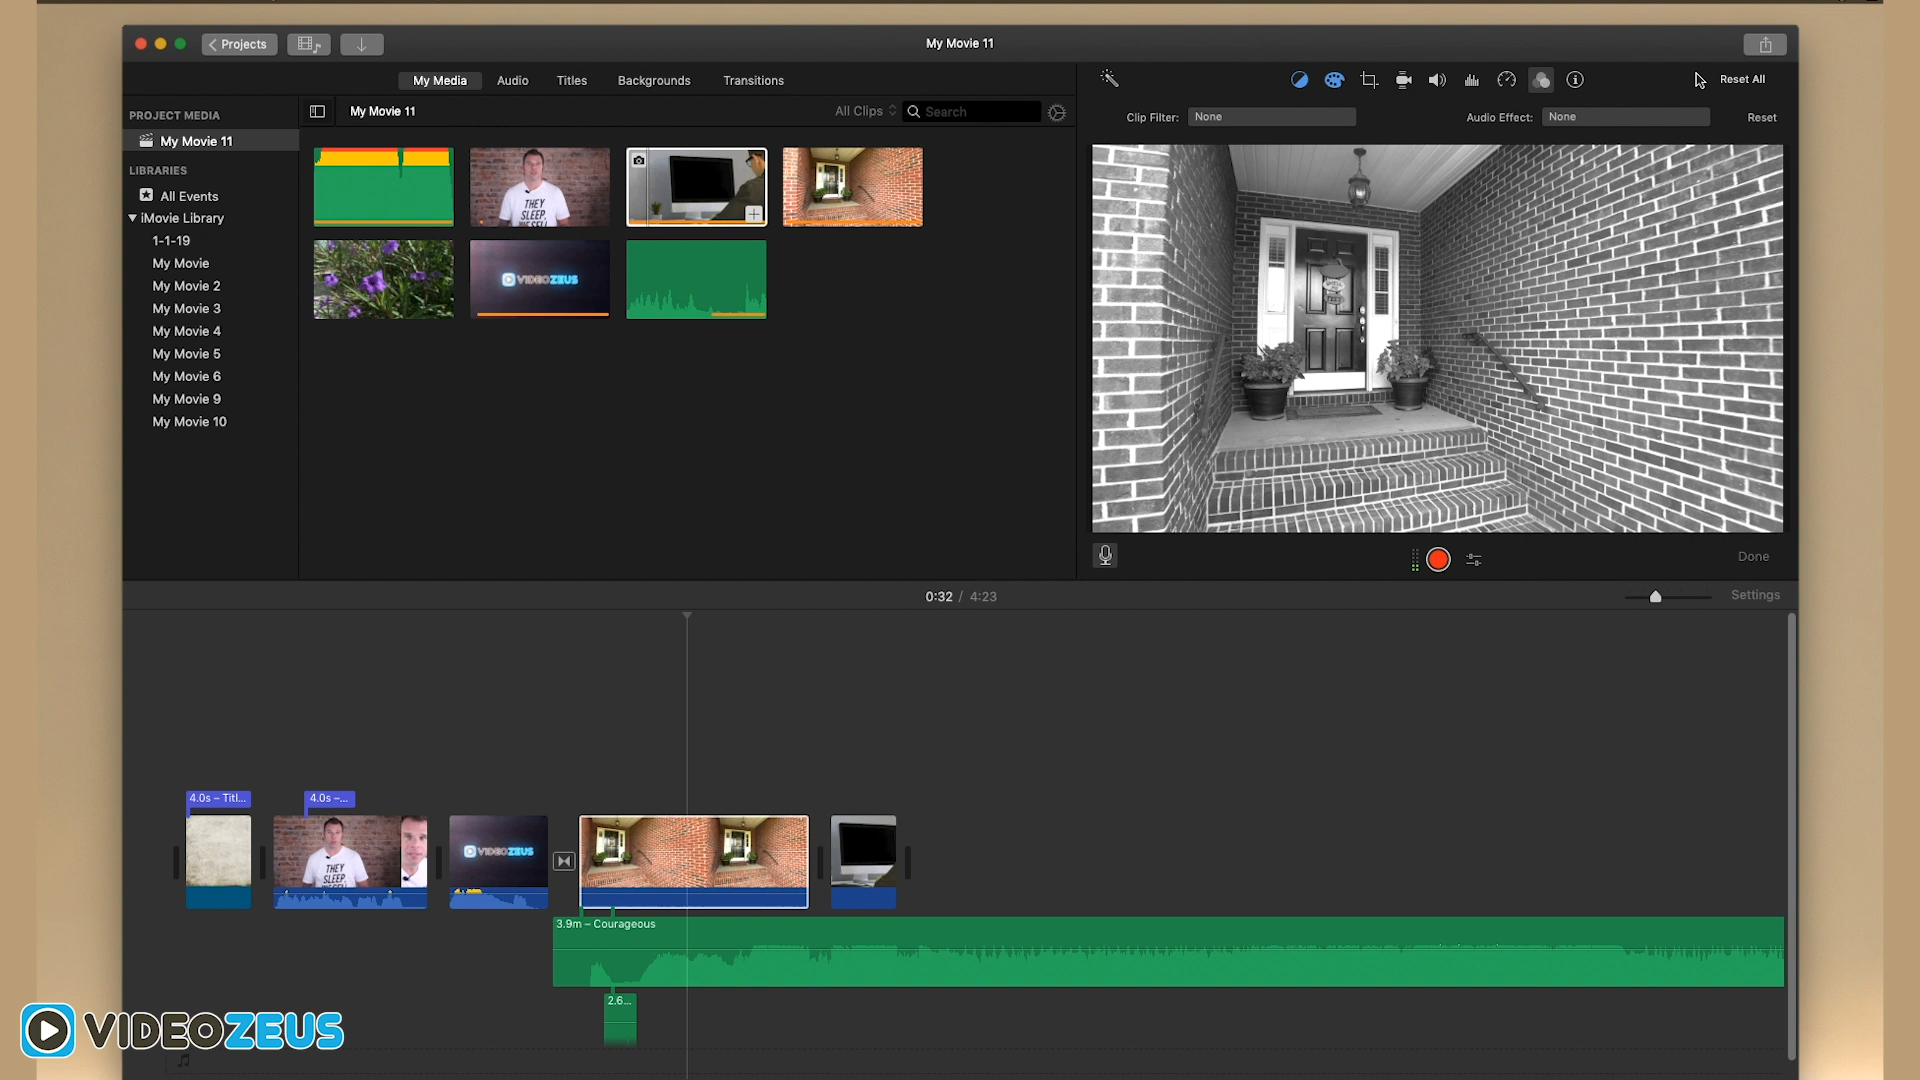 Projects
My Movie 11
My Media
Audio
Titles
Backgrounds
Transitions
Reset All
PROJECT MEDIA
My Movie 11
My Movie 11
All Clips
Search
Clip Filter:
None
Audio Effect:
None
Reset
LIBRARIES
All Events
iMovie Library
1-1-19
My Movie
My Movie 2
My Movie 3
My Movie 4
My Movie 5
My Movie 6
My Movie 9
My Movie 10
THEY
SLEEP.
VIDEOZEUS
Done
0:32 / 4:23
Settings
4.0s – Titl...
4.0s –...
THEY
SLEEP.
VIDEOZEUS
3.9m – Courageous
2.6...
VIDEOZEUS